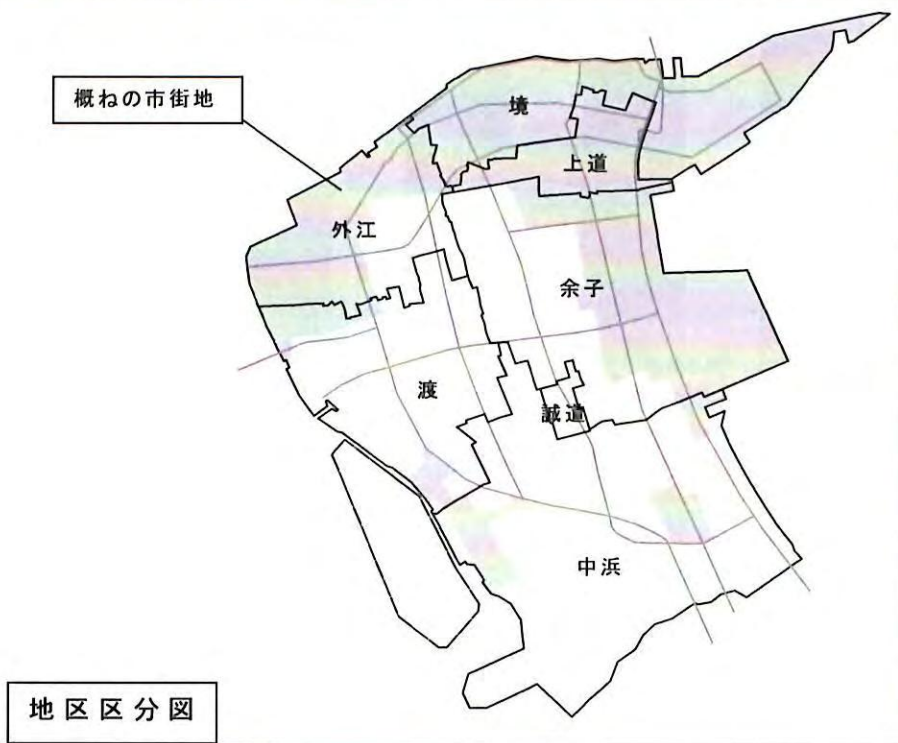 概ねの市街地
境
上道
外江
余子
渡
誠道
中浜
地区区分図